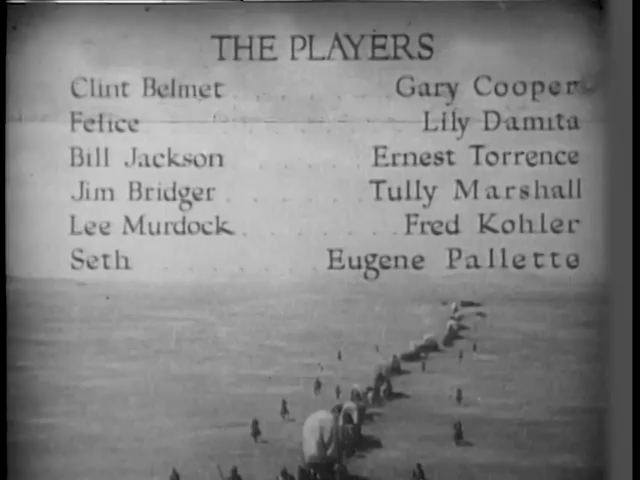 THE PLAYERS
Clint Belmet . . . . . Gary Cooper
Felice . . . . . Lily Damita
Bill Jackson . . . . . Ernest Torrence
Jim Bridger . . . . . Tully Marshall
Lee Murdock . . . . . Fred Kohler
Seth . . . . . Eugene Pallette